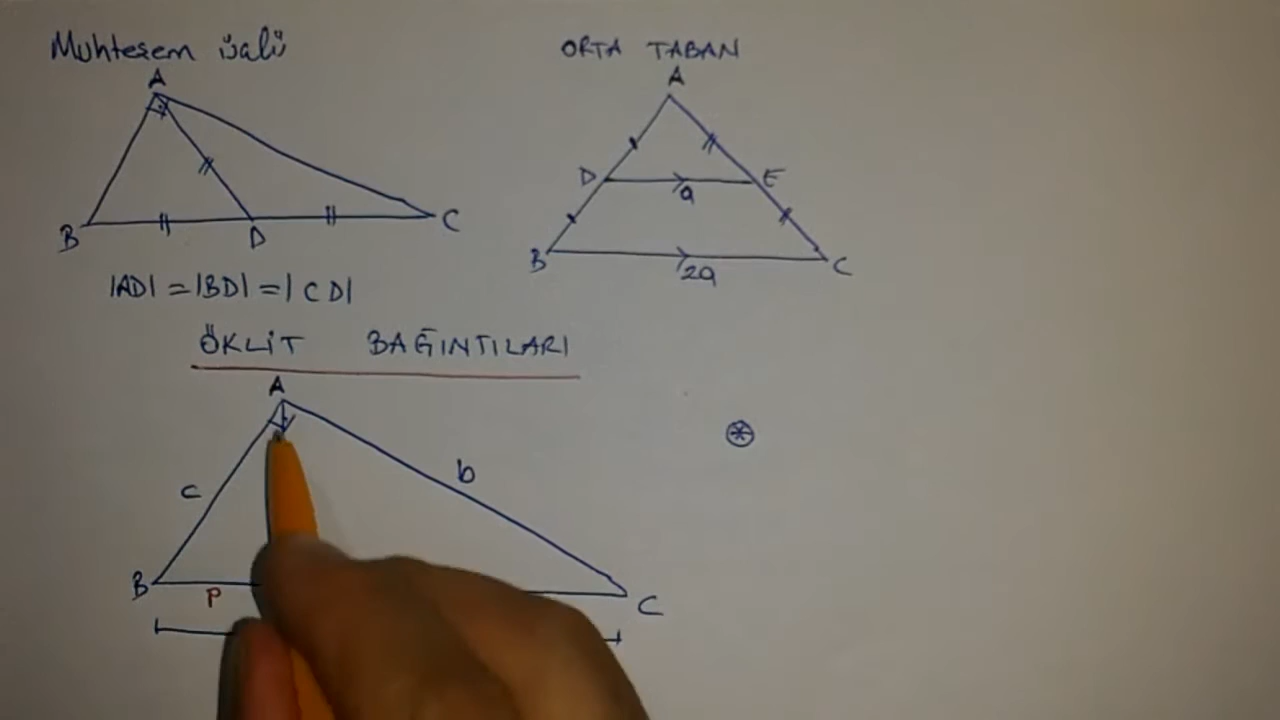 Muhteşem üçlü
A
B
D
C
|AD| = |BD| = |CD|
ORTA TABAN
A
D
E
a
B
C
2a
ÖKLİT BAĞINTILARI
A
c
b
B
P
C